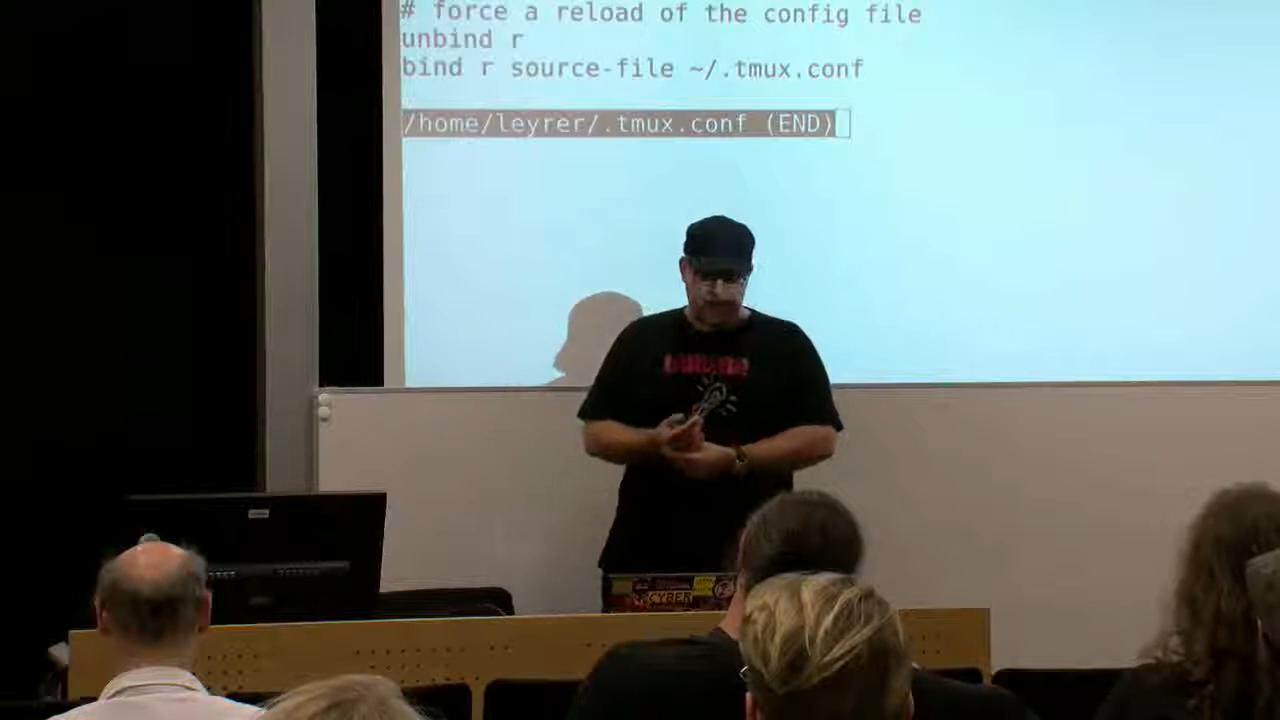 # force a reload of the config file
unbind r
bind r source-file ~/.tmux.conf
/home/leyrer/.tmux.conf (END)
CYBER